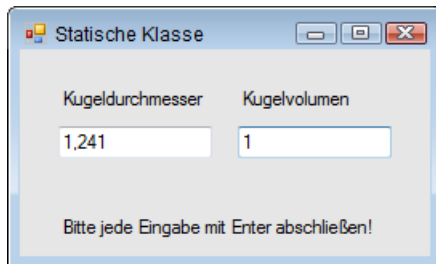 Statische Klasse
Kugeldurchmesser Kugelvolumen
1,241 1
Bitte jede Eingabe mit Enter abschließen!